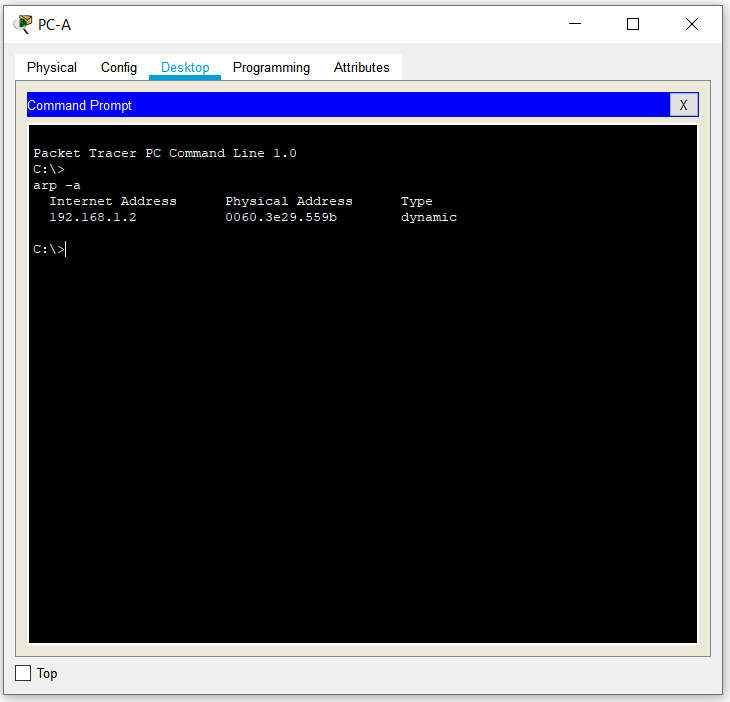 PC-A
Physical Config Desktop Programming Attributes
Command Prompt X
Packet Tracer PC Command Line 1.0
C:\>
arp -a
Internet Address Physical Address Type
192.168.1.2 0060.3e29.559b dynamic
C:\>
Top